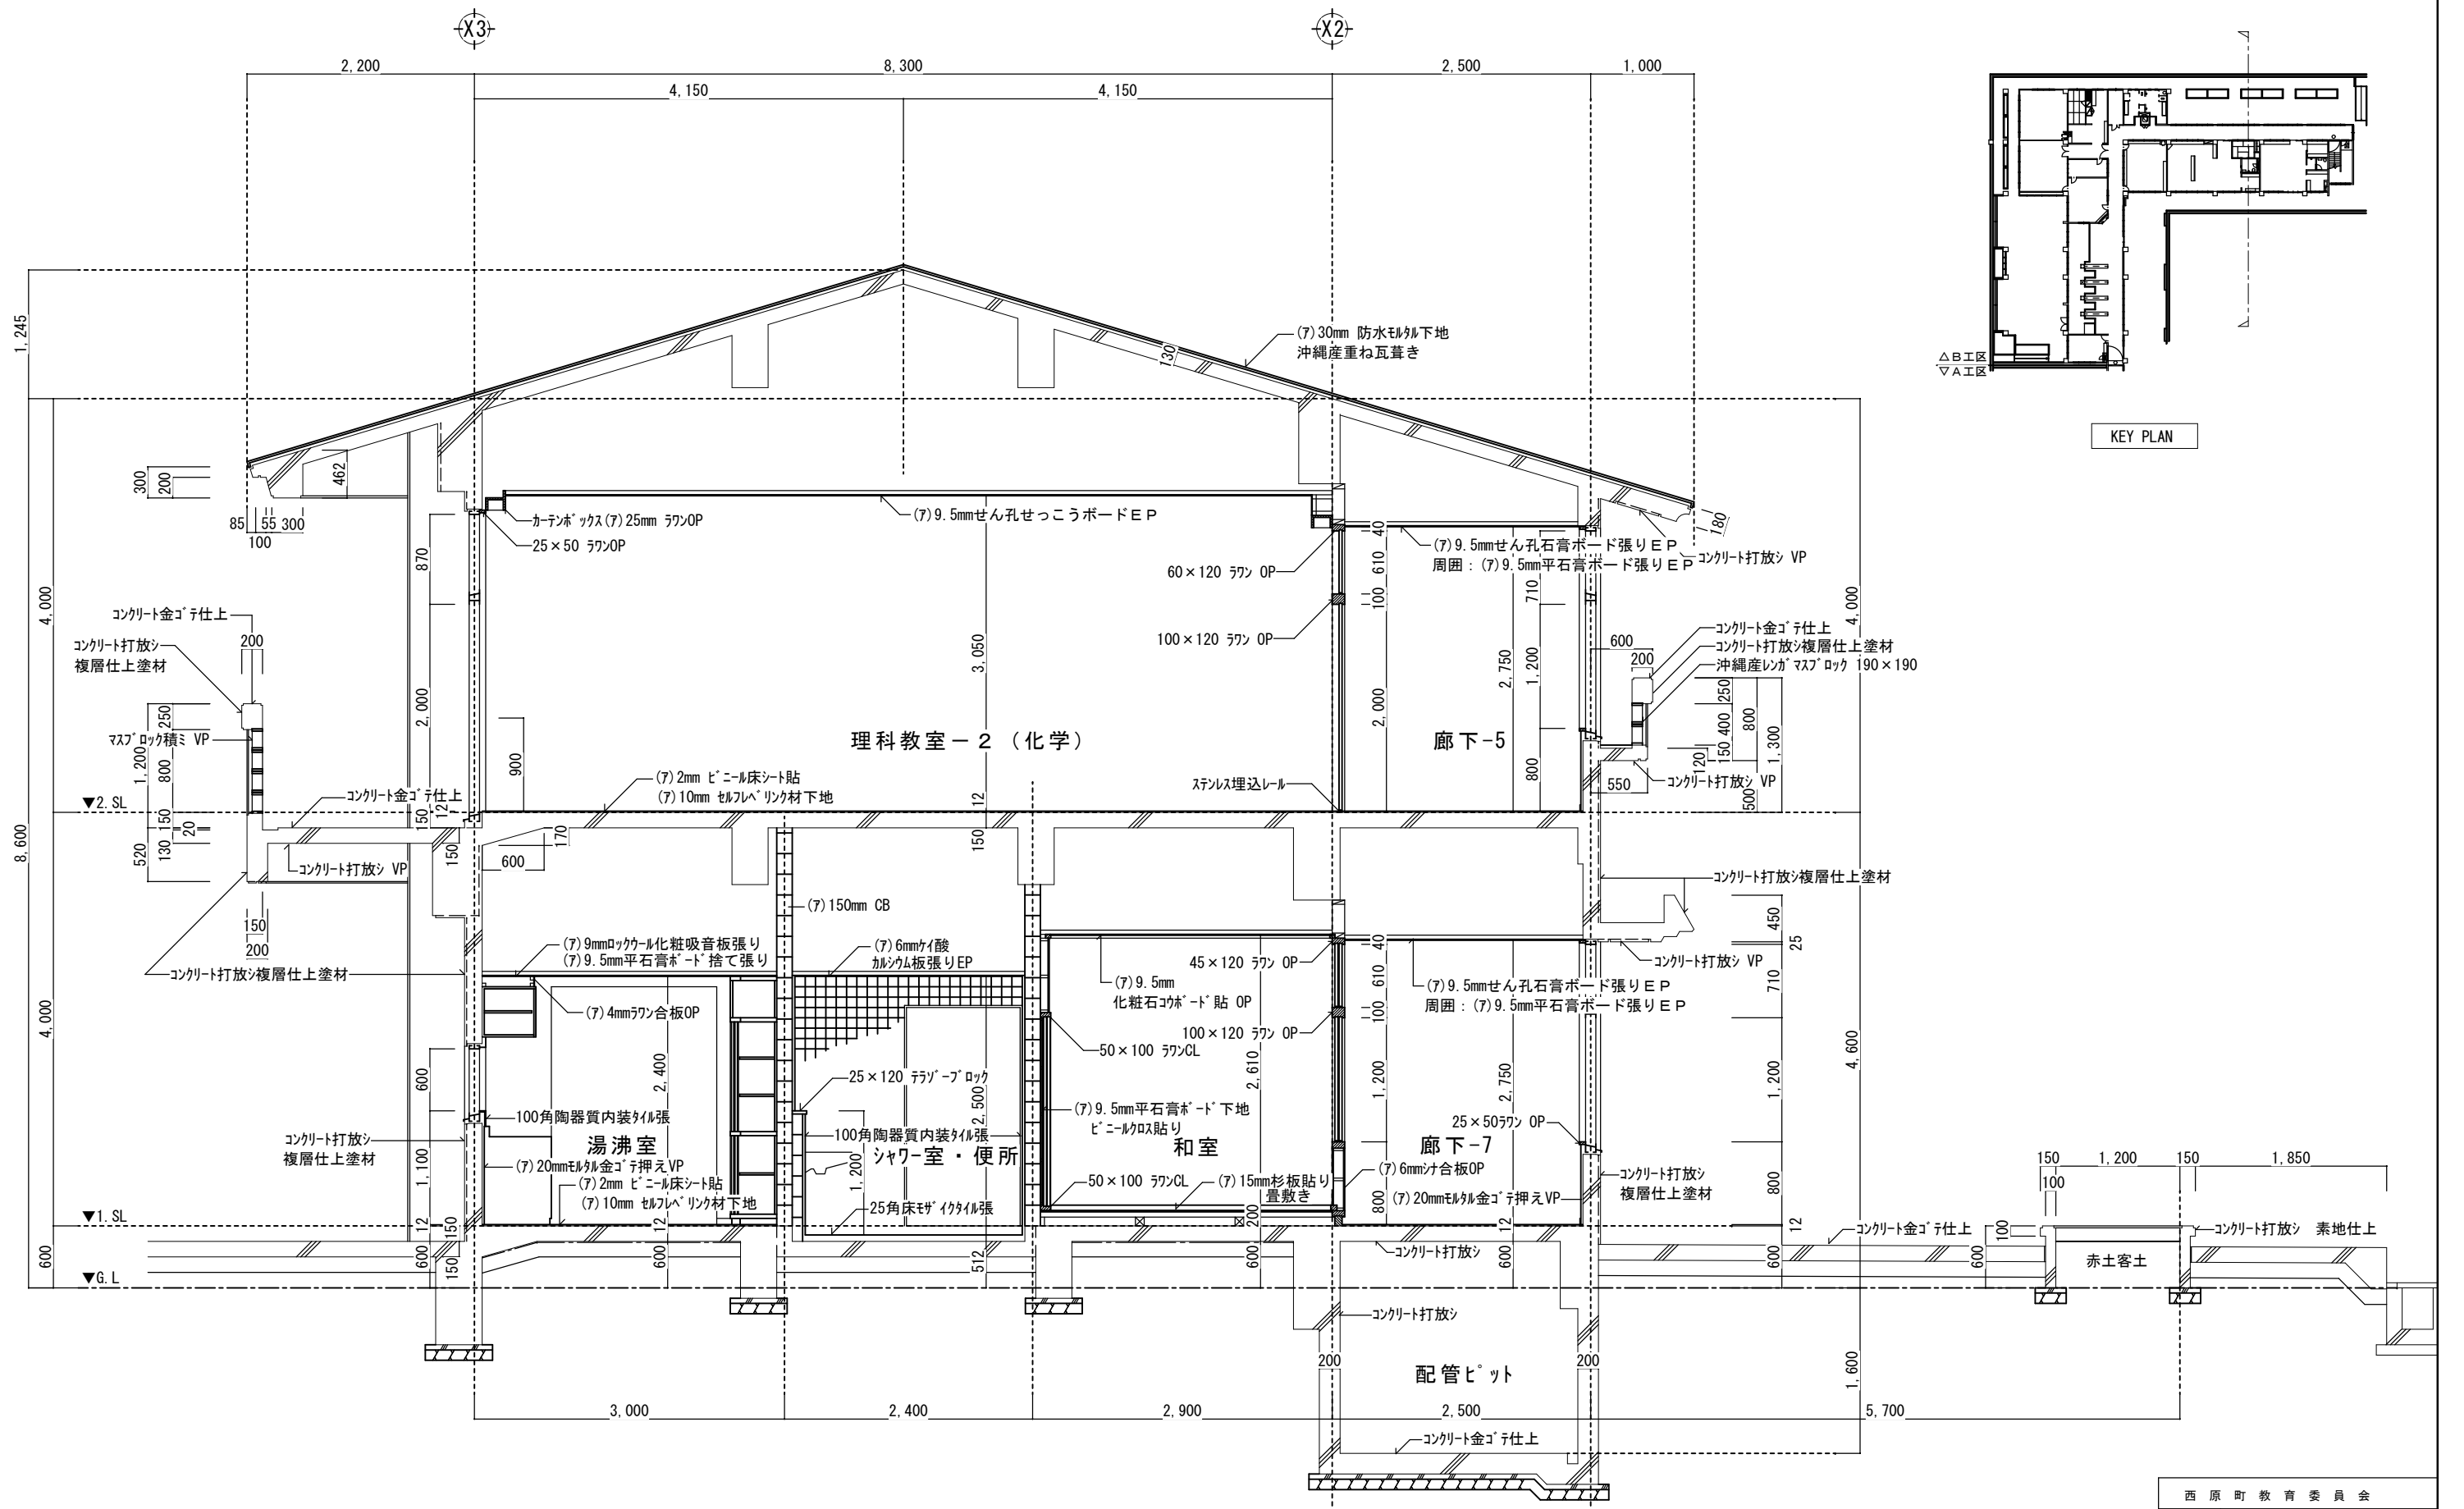 X3
X2
2,200
8,300
2,500
1,000
4,150
4,150
1,245
4,000
8,600
4,000
600
(ｱ)30mm 防水ﾓﾙﾀﾙ下地
沖縄産重ね瓦葺き
130
△B工区
▽A工区
KEY PLAN
300
200
462
85
55
300
100
ｶｰﾃﾝﾎﾞｯｸｽ(ｱ)25mm ﾗﾜﾝOP
25×50 ﾗﾜﾝOP
(ｱ)9.5mmせん孔せっこうボードＥＰ
180
40
(ｱ)9.5mmせん孔石膏ボード張りＥＰ
周囲：(ｱ)9.5mm平石膏ボード張りＥＰ
ｺﾝｸﾘｰﾄ打放ｼ VP
60×120 ﾗﾜﾝ OP
100×120 ﾗﾜﾝ OP
870
2,000
900
3,050
610
100
2,000
2,750
710
1,200
800
4,000
ｺﾝｸﾘｰﾄ金ｺﾞﾃ仕上
ｺﾝｸﾘｰﾄ打放ｼ
複層仕上塗材
200
ﾏｽﾌﾞﾛｯｸ積ﾐ VP
250
1,200
800
150
20
130
520
ｺﾝｸﾘｰﾄ金ｺﾞﾃ仕上
ｺﾝｸﾘｰﾄ打放ｼ複層仕上塗材
沖縄産ﾚﾝｶﾞﾏｽﾌﾞﾛｯｸ 190×190
600
200
250
400
150
120
800
1,300
500
ｺﾝｸﾘｰﾄ打放ｼ VP
550
理科教室－２（化学）
廊下-5
(ｱ)2mm ﾋﾞﾆｰﾙ床ｼｰﾄ貼
(ｱ)10mm ｾﾙﾌﾚﾍﾞﾘﾝｸ材下地
ｽﾃﾝﾚｽ埋込ﾚｰﾙ
▼2.SL
ｺﾝｸﾘｰﾄ金ｺﾞﾃ仕上
150
12
12
150
150
170
600
ｺﾝｸﾘｰﾄ打放ｼ VP
150
200
ｺﾝｸﾘｰﾄ打放ｼ複層仕上塗材
(ｱ)150mm CB
ｺﾝｸﾘｰﾄ打放ｼ複層仕上塗材
450
25
710
1,200
800
12
600
4,600
1,600
(ｱ)9mmﾛｯｸｳｰﾙ化粧吸音板張り
(ｱ)9.5mm平石膏ﾎﾞｰﾄﾞ捨て張り
(ｱ)6mmｹｲ酸
ｶﾙｼｳﾑ板張りEP
(ｱ)4mmﾗﾜﾝ合板OP
(ｱ)9.5mm
化粧石ｺｳﾎﾞｰﾄﾞ貼 OP
45×120 ﾗﾜﾝ OP
100×120 ﾗﾜﾝ OP
50×100 ﾗﾜﾝCL
40
610
100
1,200
800
ｺﾝｸﾘｰﾄ打放ｼ VP
(ｱ)9.5mmせん孔石膏ボード張りＥＰ
周囲：(ｱ)9.5mm平石膏ボード張りＥＰ
600
1,100
12
150
600
150
2,400
12
600
25×120 ﾃﾗｿﾞｰﾌﾞﾛｯｸ
2,500
1,200
512
2,610
200
600
2,750
12
600
100角陶器質内装ﾀｲﾙ張
湯沸室
(ｱ)20mmﾓﾙﾀﾙ金ｺﾞﾃ押ｴVP
(ｱ)2mm ﾋﾞﾆｰﾙ床ｼｰﾄ貼
(ｱ)10mm ｾﾙﾌﾚﾍﾞﾘﾝｸ材下地
100角陶器質内装ﾀｲﾙ張
ｼｬﾜｰ室・便所
25角床ﾓｻﾞｲｸﾀｲﾙ張
(ｱ)9.5mm平石膏ﾎﾞｰﾄﾞ下地
ﾋﾞﾆｰﾙｸﾛｽ貼り
和室
50×100 ﾗﾜﾝCL
(ｱ)15mm杉板貼り
畳敷き
25×50ﾗﾜﾝ OP
廊下-7
(ｱ)6mmｼﾅ合板OP
(ｱ)20mmﾓﾙﾀﾙ金ｺﾞﾃ押ｴVP
ｺﾝｸﾘｰﾄ打放ｼ
複層仕上塗材
ｺﾝｸﾘｰﾄ打放ｼ
複層仕上塗材
▼1.SL
▼G.L
150
1,200
150
1,850
100
100
600
ｺﾝｸﾘｰﾄ金ｺﾞﾃ仕上
ｺﾝｸﾘｰﾄ打放ｼ 素地仕上
赤土客土
ｺﾝｸﾘｰﾄ打放ｼ
ｺﾝｸﾘｰﾄ打放ｼ
200
200
配管ﾋﾟｯﾄ
3,000
2,400
2,900
2,500
5,700
ｺﾝｸﾘｰﾄ金ｺﾞﾃ仕上
西原町教育委員会